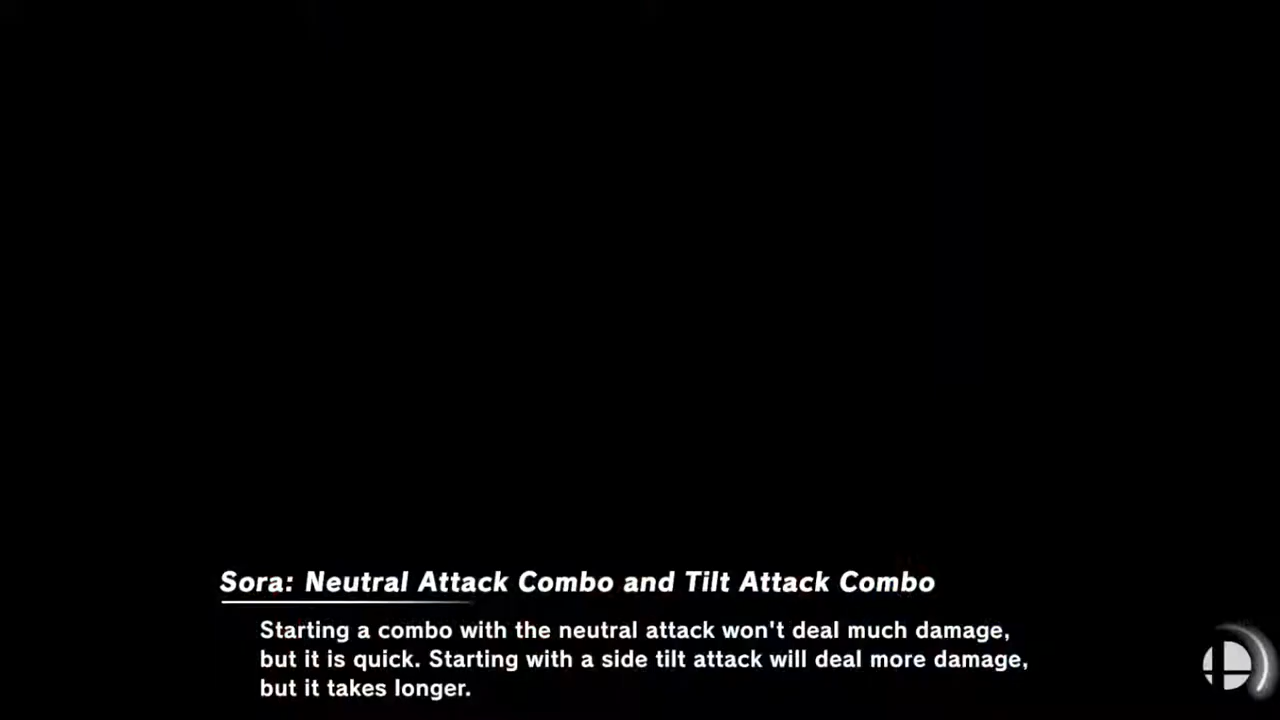 Sora: Neutral Attack Combo and Tilt Attack Combo
Starting a combo with the neutral attack won't deal much damage,
but it is quick. Starting with a side tilt attack will deal more damage,
but it takes longer.